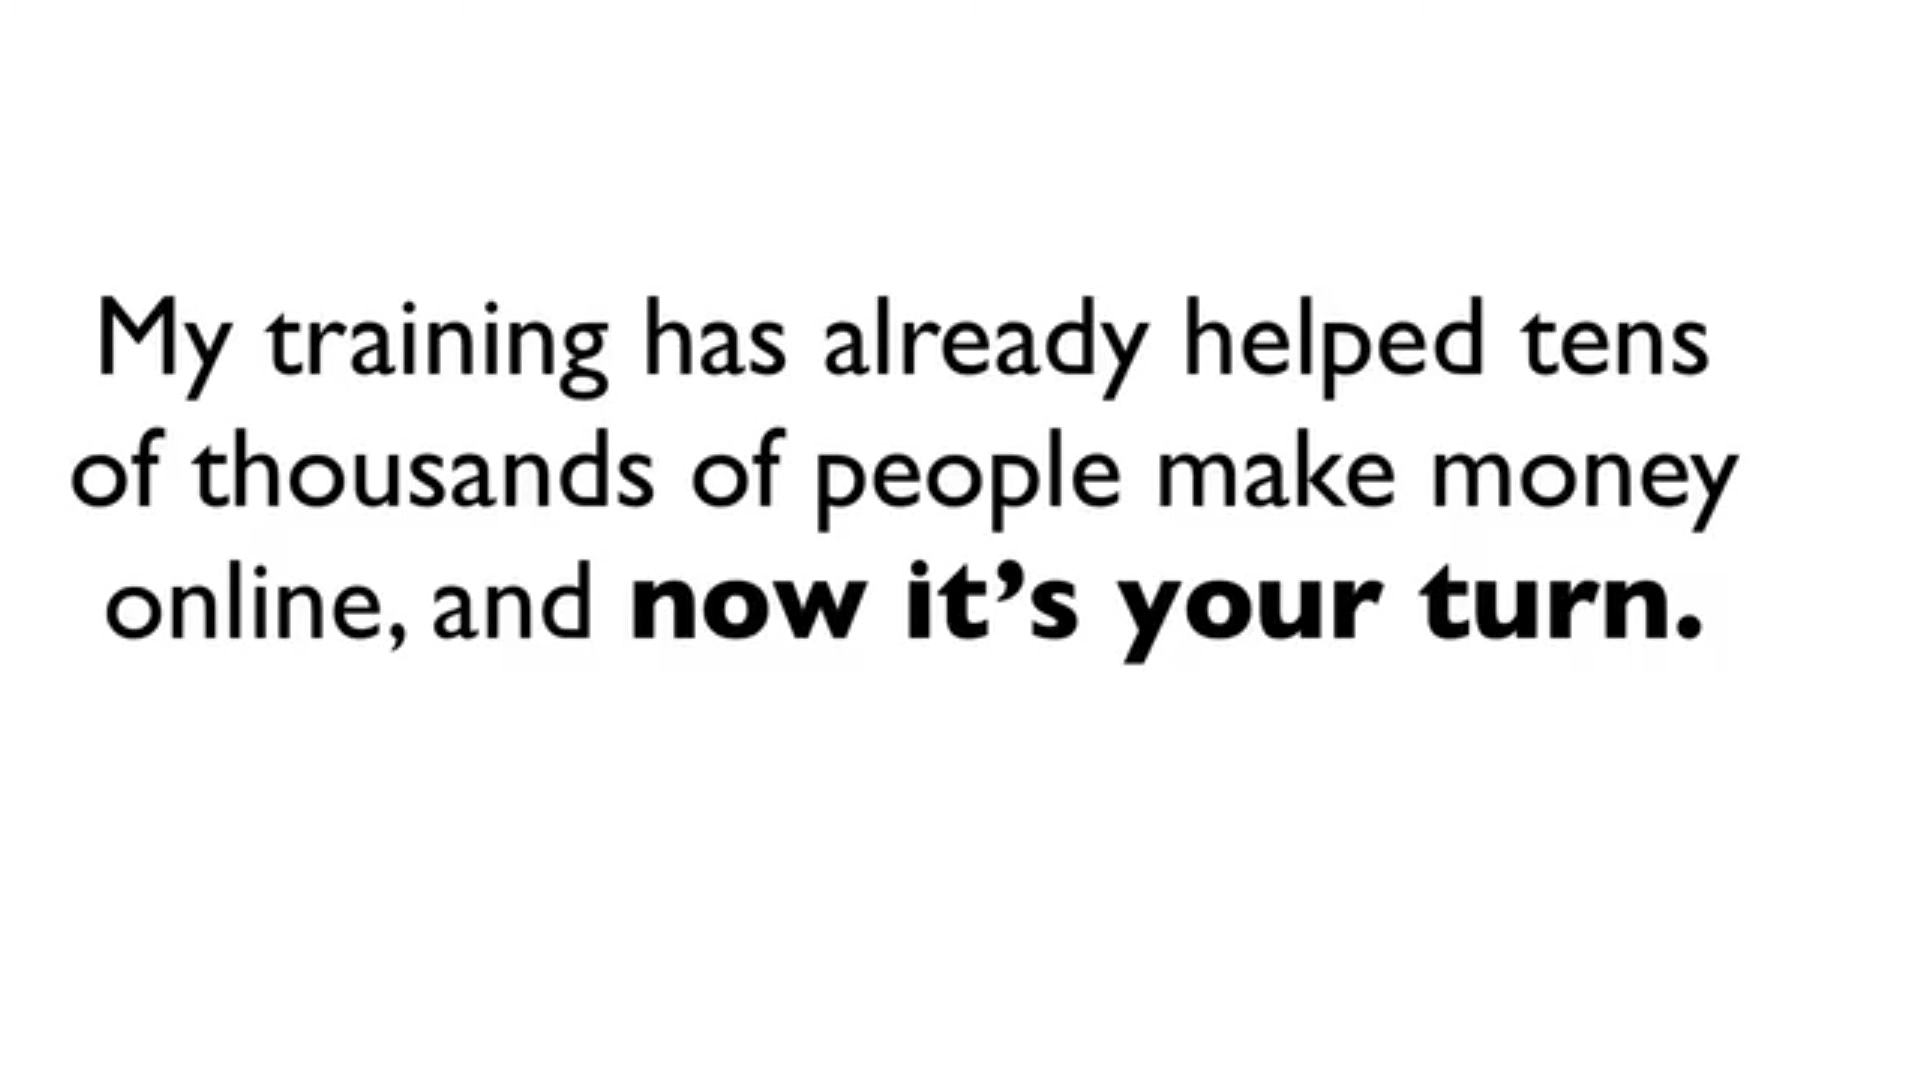 My training has already helped tens
of thousands of people make money
online, and now it’s your turn.